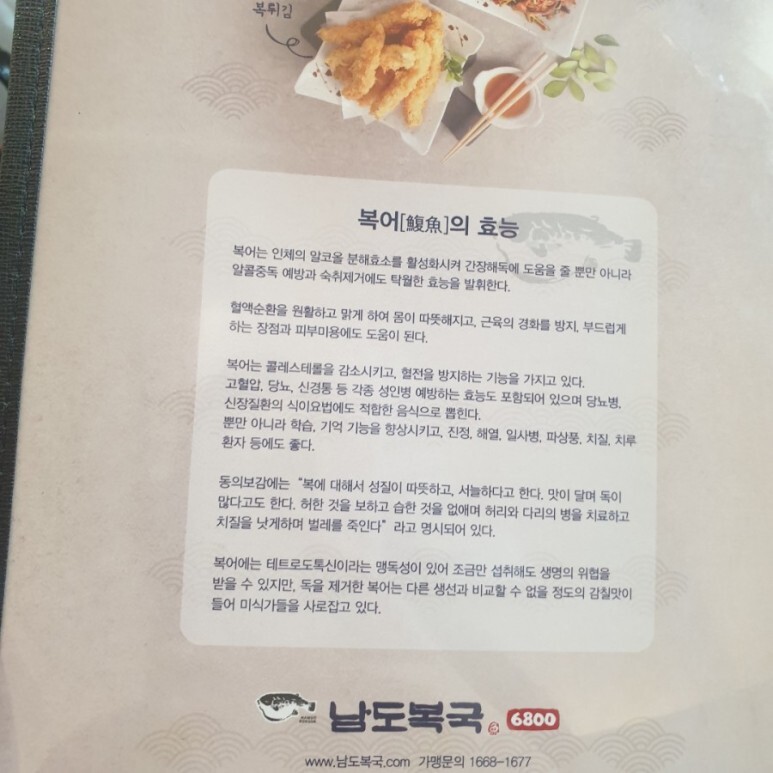 복튀김
복어[鰒魚]의 효능
복어는 인체의 알코올 분해효소를 활성화시켜 간장해독에 도움을 줄 뿐만 아니라
알콜중독 예방과 숙취제거에도 탁월한 효능을 발휘한다.
혈액순환을 원활하고 맑게 하여 몸이 따뜻해지고, 근육의 경화를 방지, 부드럽게
하는 장점과 피부미용에도 도움이 된다.
복어는 콜레스테롤을 감소시키고, 혈전을 방지하는 기능을 가지고 있다.
고혈압, 당뇨, 신경통 등 각종 성인병 예방하는 효능도 포함되어 있으며 당뇨병,
신장질환의 식이요법에도 적합한 음식으로 뽑힌다.
뿐만 아니라 학습, 기억 기능을 향상시키고, 진정, 해열, 일사병, 파상풍, 치질, 치루
환자 등에도 좋다.
동의보감에는 “복에 대해서 성질이 따뜻하고, 서늘하다고 한다. 맛이 달며 독이
많다고도 한다. 허한 것을 보하고 습한 것을 없애며 허리와 다리의 병을 치료하고
치질을 낫게하며 벌레를 죽인다” 라고 명시되어 있다.
복어에는 테트로도톡신이라는 맹독성이 있어 조금만 섭취해도 생명의 위협을
받을 수 있지만, 독을 제거한 복어는 다른 생선과 비교할 수 없을 정도의 감칠맛이
들어 미식가들을 사로잡고 있다.
남도복국 6800
www.남도복국.com 가맹문의 1668-1677